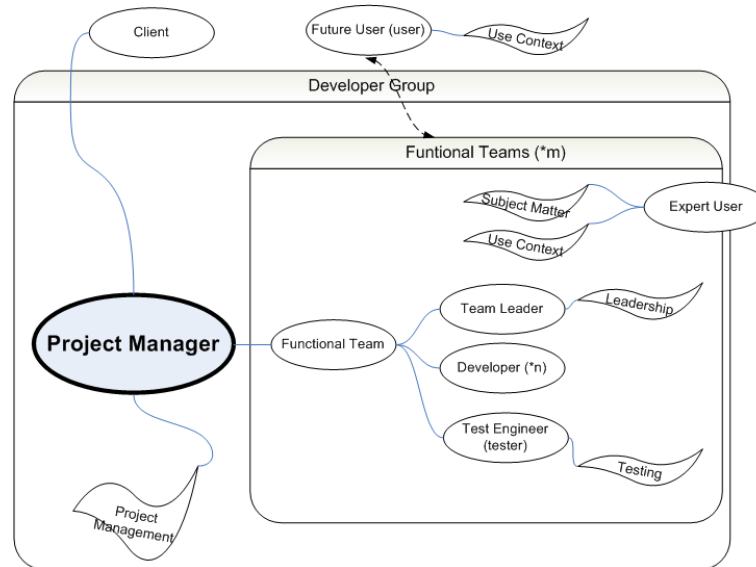 Client
Future User (user)
Use Context
Developer Group
Funtional Teams (*m)
Subject Matter
Expert User
Use Context
Team Leader
Leadership
Project Manager
Functional Team
Developer (*n)
Test Engineer
(tester)
Testing
Project
Management